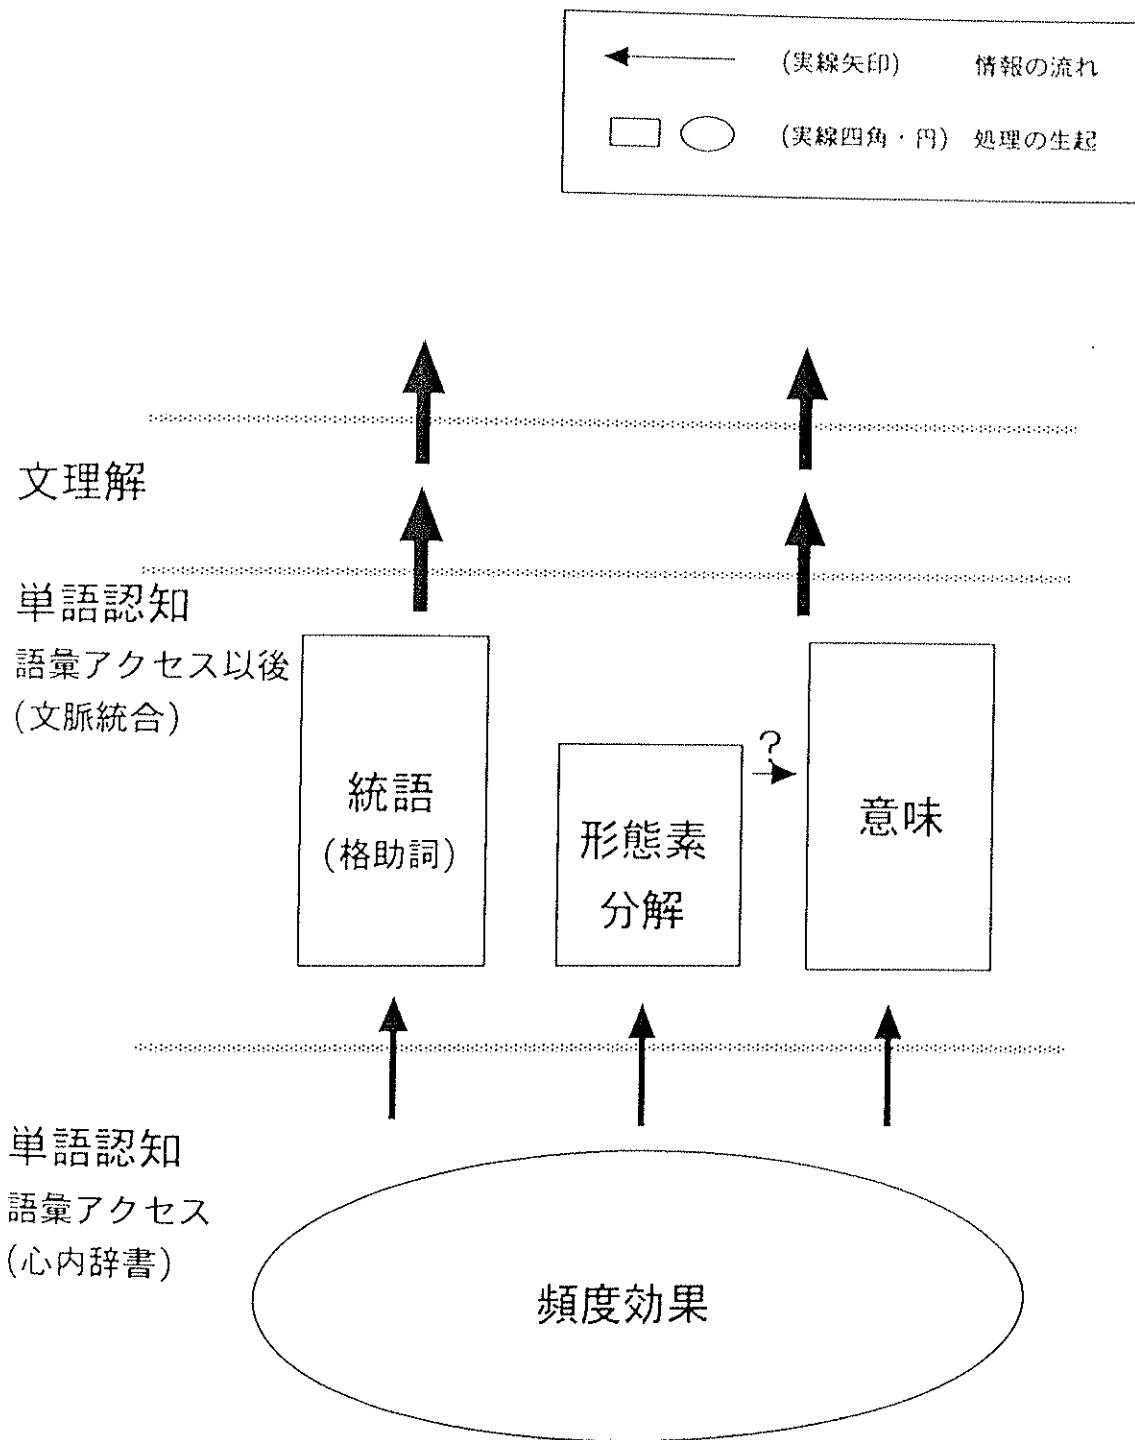 (実線矢印) 情報の流れ
(実線四角・円) 処理の生起
文理解
単語認知
語彙アクセス以後
(文脈統合)
統語
(格助詞)
形態素
分解
?
意味
単語認知
語彙アクセス
(心内辞書)
頻度効果